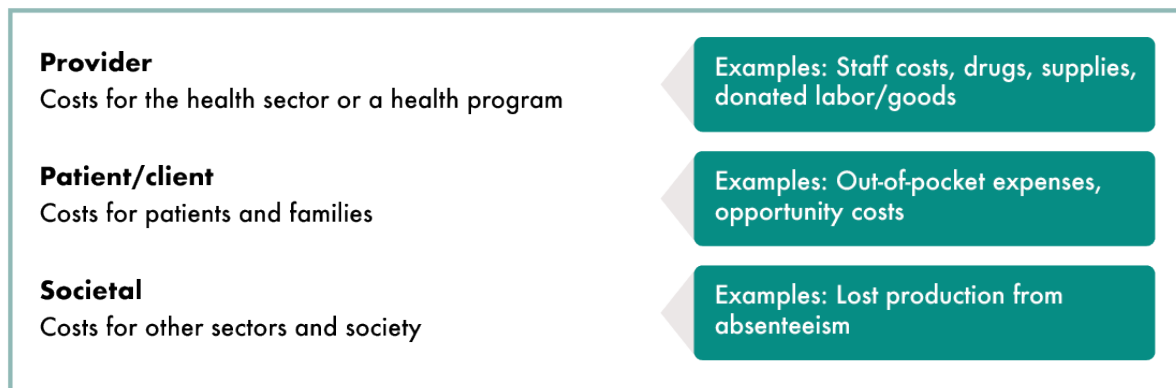 Provider
Costs for the health sector or a health program
Examples: Staff costs, drugs, supplies,
donated labor/goods
Patient/client
Costs for patients and families
Examples: Out-of-pocket expenses,
opportunity costs
Societal
Costs for other sectors and society
Examples: Lost production from
absenteeism